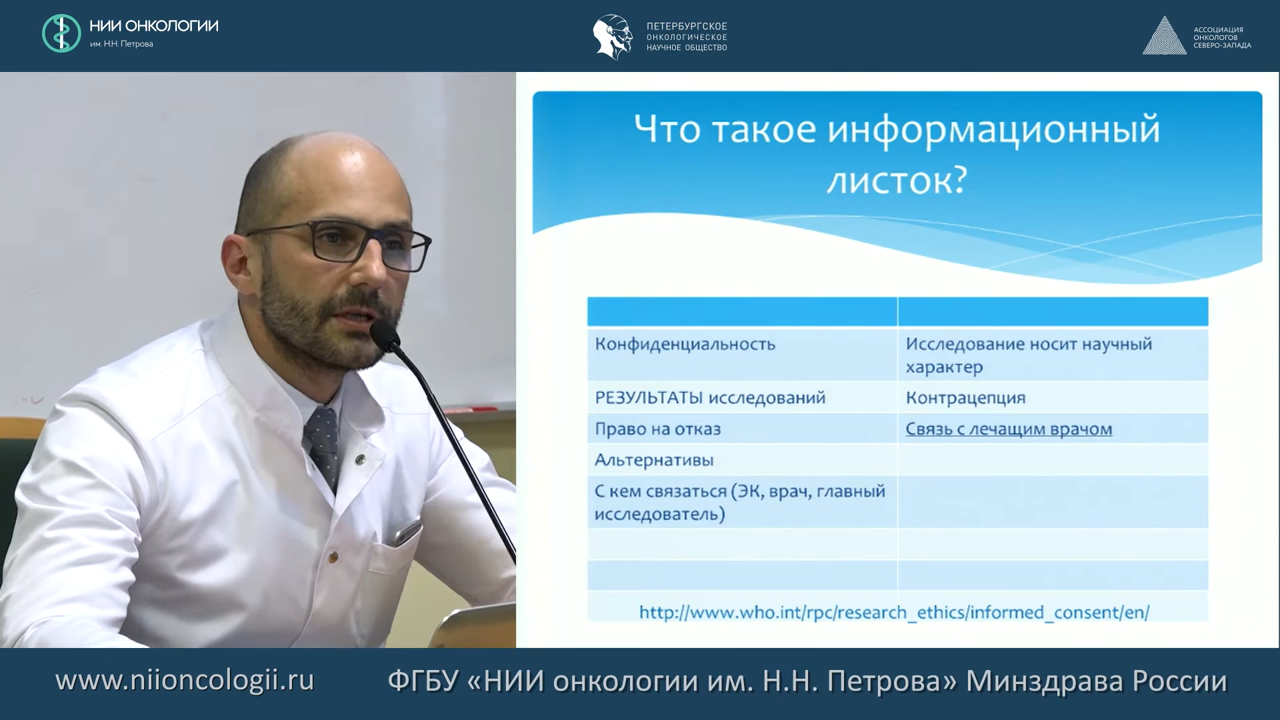 НИИ ОНКОЛОГИИ
им. Н.Н. Петрова
ПЕТЕРБУРГСКОЕ
ОНКОЛОГИЧЕСКОЕ
НАУЧНОЕ ОБЩЕСТВО
АССОЦИАЦИЯ
ОНКОЛОГОВ
СЕВЕРО-ЗАПАДА
Что такое информационный
листок?
Конфиденциальность
Исследование носит научный
характер
РЕЗУЛЬТАТЫ исследований
Контрацепция
Право на отказ
Связь с лечащим врачом
Альтернативы
С кем связаться (ЭК, врач, главный
исследователь)
http://www.who.int/rpc/research_ethics/informed_consent/en/
www.niioncologii.ru
ФГБУ «НИИ онкологии им. Н.Н. Петрова» Минздрава России